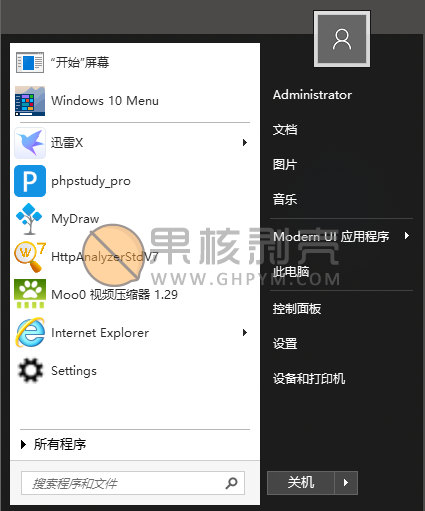 “开始”屏幕
Windows 10 Menu
迅雷X
phpstudy_pro
MyDraw
HttpAnalyzerStdV7
Moo0 视频压缩器 1.29
Internet Explorer
Settings
所有程序
搜索程序和文件
Administrator
文档
图片
音乐
Modern UI 应用程序
此电脑
控制面板
设置
设备和打印机
关机
果核剥壳
WWW.GHPYM.COM